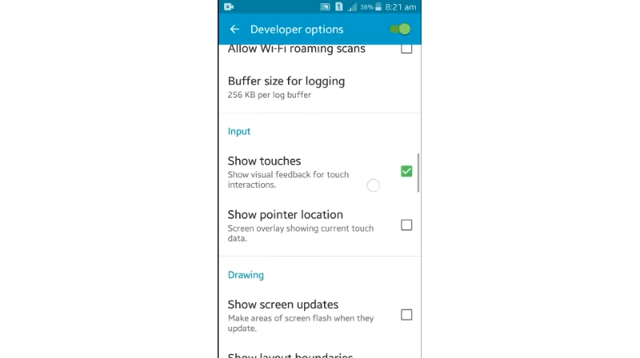 36% 8:21 am
Developer options
Allow Wi-Fi roaming scans
Buffer size for logging
256 KB per log buffer
Input
Show touches
Show visual feedback for touch
interactions.
Show pointer location
Screen overlay showing current touch
data.
Drawing
Show screen updates
Make areas of screen flash when they
update.
Show layout boundaries